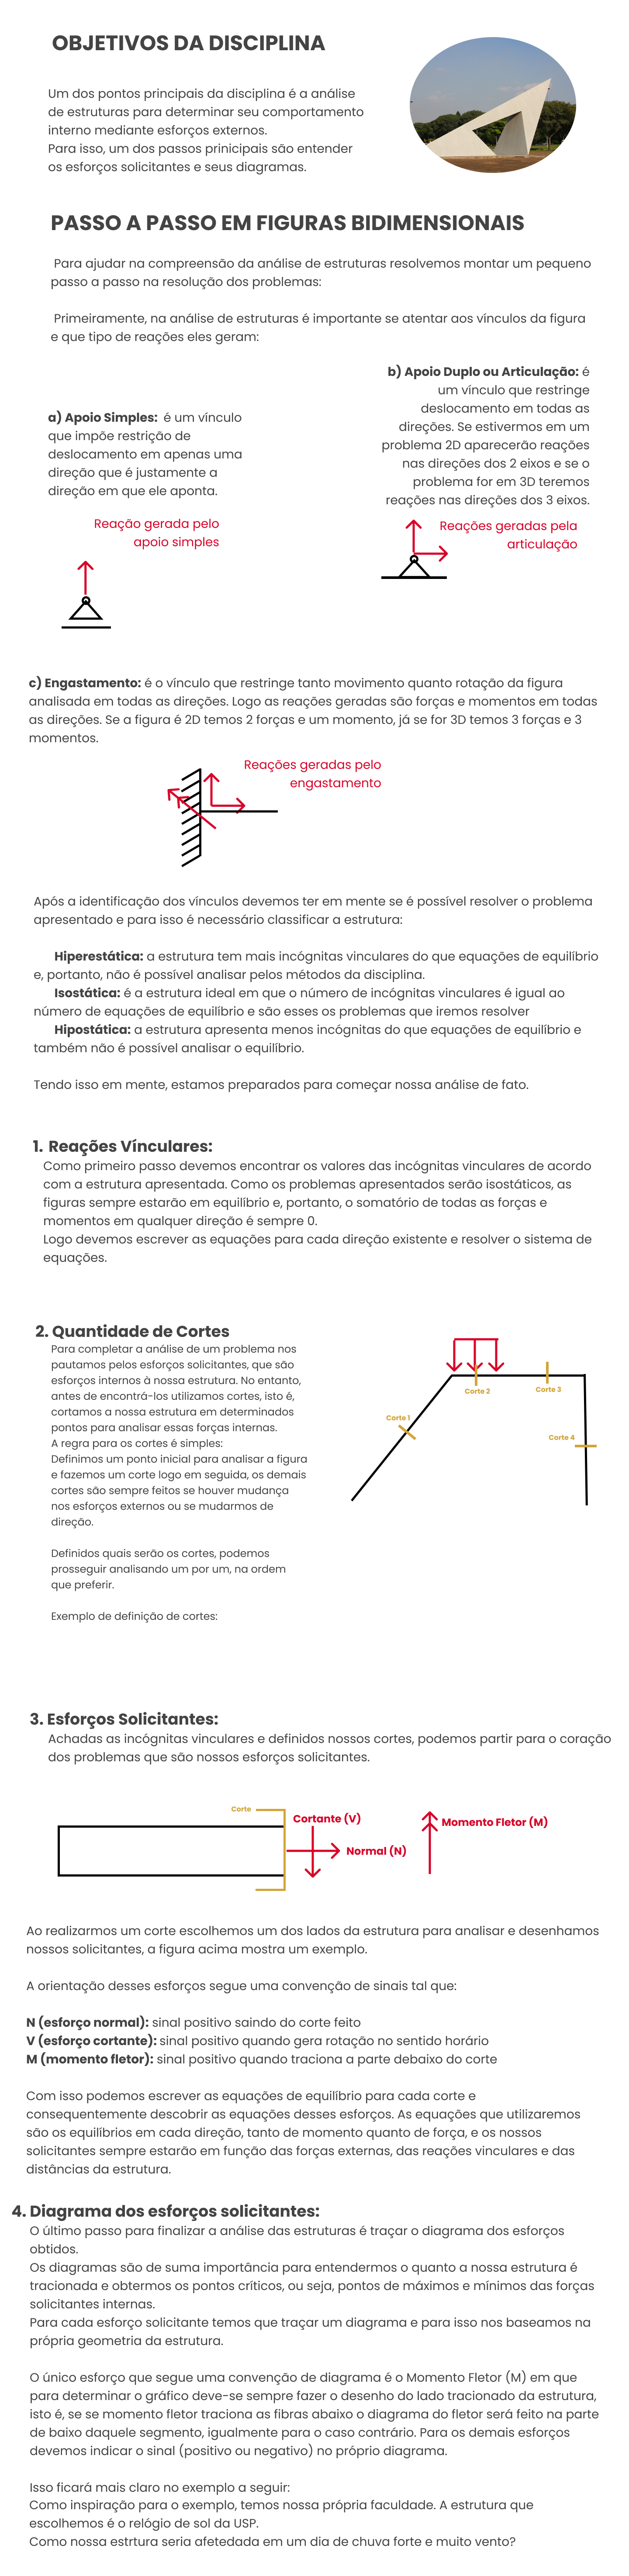 OBJETIVOS DA DISCIPLINA
Um dos pontos principais da disciplina é a análise
de estruturas para determinar seu comportamento
interno mediante esforços externos.
Para isso, um dos passos prinicipais são entender
os esforços solicitantes e seus diagramas.
PASSO A PASSO EM FIGURAS BIDIMENSIONAIS
Para ajudar na compreensão da análise de estruturas resolvemos montar um pequeno
passo a passo na resolução dos problemas:
Primeiramente, na análise de estruturas é importante se atentar aos vínculos da figura
e que tipo de reações eles geram:
a) Apoio Simples: é um vínculo
que impõe restrição de
deslocamento em apenas uma
direção que é justamente a
direção em que ele aponta.
Reação gerada pelo
apoio simples
b) Apoio Duplo ou Articulação: é
um vínculo que restringe
deslocamento em todas as
direções. Se estivermos em um
problema 2D aparecerão reações
nas direções dos 2 eixos e se o
problema for em 3D teremos
reações nas direções dos 3 eixos.
Reações geradas pela
articulação
c) Engastamento: é o vínculo que restringe tanto movimento quanto rotação da figura
analisada em todas as direções. Logo as reações geradas são forças e momentos em todas
as direções. Se a figura é 2D temos 2 forças e um momento, já se for 3D temos 3 forças e 3
momentos.
Reações geradas pelo
engastamento
Após a identificação dos vínculos devemos ter em mente se é possível resolver o problema
apresentado e para isso é necessário classificar a estrutura:
Hiperestática: a estrutura tem mais incógnitas vinculares do que equações de equilíbrio
e, portanto, não é possível analisar pelos métodos da disciplina.
Isostática: é a estrutura ideal em que o número de incógnitas vinculares é igual ao
número de equações de equilíbrio e são esses os problemas que iremos resolver
Hipostática: a estrutura apresenta menos incógnitas do que equações de equilíbrio e
também não é possível analisar o equilíbrio.
Tendo isso em mente, estamos preparados para começar nossa análise de fato.
1. Reações Vínculares:
Como primeiro passo devemos encontrar os valores das incógnitas vinculares de acordo
com a estrutura apresentada. Como os problemas apresentados serão isostáticos, as
figuras sempre estarão em equilíbrio e, portanto, o somatório de todas as forças e
momentos em qualquer direção é sempre 0.
Logo devemos escrever as equações para cada direção existente e resolver o sistema de
equações.
2. Quantidade de Cortes
Para completar a análise de um problema nos
pautamos pelos esforços solicitantes, que são
esforços internos à nossa estrutura. No entanto,
antes de encontrá-los utilizamos cortes, isto é,
cortamos a nossa estrutura em determinados
pontos para analisar essas forças internas.
A regra para os cortes é simples:
Definimos um ponto inicial para analisar a figura
e fazemos um corte logo em seguida, os demais
cortes são sempre feitos se houver mudança
nos esforços externos ou se mudarmos de
direção.
Definidos quais serão os cortes, podemos
prosseguir analisando um por um, na ordem
que preferir.
Exemplo de definição de cortes:
Corte 1
Corte 2
Corte 3
Corte 4
3. Esforços Solicitantes:
Achadas as incógnitas vinculares e definidos nossos cortes, podemos partir para o coração
dos problemas que são nossos esforços solicitantes.
Corte
Cortante (V)
Normal (N)
Momento Fletor (M)
Ao realizarmos um corte escolhemos um dos lados da estrutura para analisar e desenhamos
nossos solicitantes, a figura acima mostra um exemplo.
A orientação desses esforços segue uma convenção de sinais tal que:
N (esforço normal): sinal positivo saindo do corte feito
V (esforço cortante): sinal positivo quando gera rotação no sentido horário
M (momento fletor): sinal positivo quando traciona a parte debaixo do corte
Com isso podemos escrever as equações de equilíbrio para cada corte e
consequentemente descobrir as equações desses esforços. As equações que utilizaremos
são os equilíbrios em cada direção, tanto de momento quanto de força, e os nossos
solicitantes sempre estarão em função das forças externas, das reações vinculares e das
distâncias da estrutura.
4. Diagrama dos esforços solicitantes:
O último passo para finalizar a análise das estruturas é traçar o diagrama dos esforços
obtidos.
Os diagramas são de suma importância para entendermos o quanto a nossa estrutura é
tracionada e obtermos os pontos críticos, ou seja, pontos de máximos e mínimos das forças
solicitantes internas.
Para cada esforço solicitante temos que traçar um diagrama e para isso nos baseamos na
própria geometria da estrutura.
O único esforço que segue uma convenção de diagrama é o Momento Fletor (M) em que
para determinar o gráfico deve-se sempre fazer o desenho do lado tracionado da estrutura,
isto é, se se momento fletor traciona as fibras abaixo o diagrama do fletor será feito na parte
de baixo daquele segmento, igualmente para o caso contrário. Para os demais esforços
devemos indicar o sinal (positivo ou negativo) no próprio diagrama.
Isso ficará mais claro no exemplo a seguir:
Como inspiração para o exemplo, temos nossa própria faculdade. A estrutura que
escolhemos é o relógio de sol da USP.
Como nossa estrtura seria afetedada em um dia de chuva forte e muito vento?